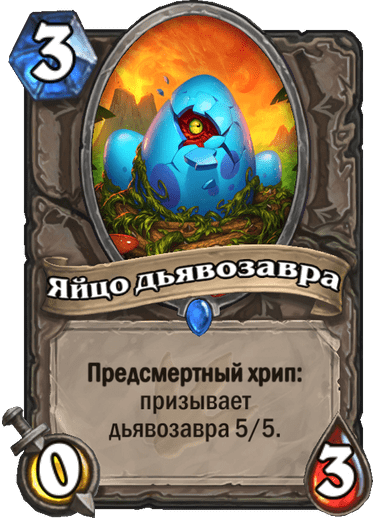 3
Яйцо дьявозавра
Предсмертный хрип:
призывает
дьявозавра 5/5.
0
3